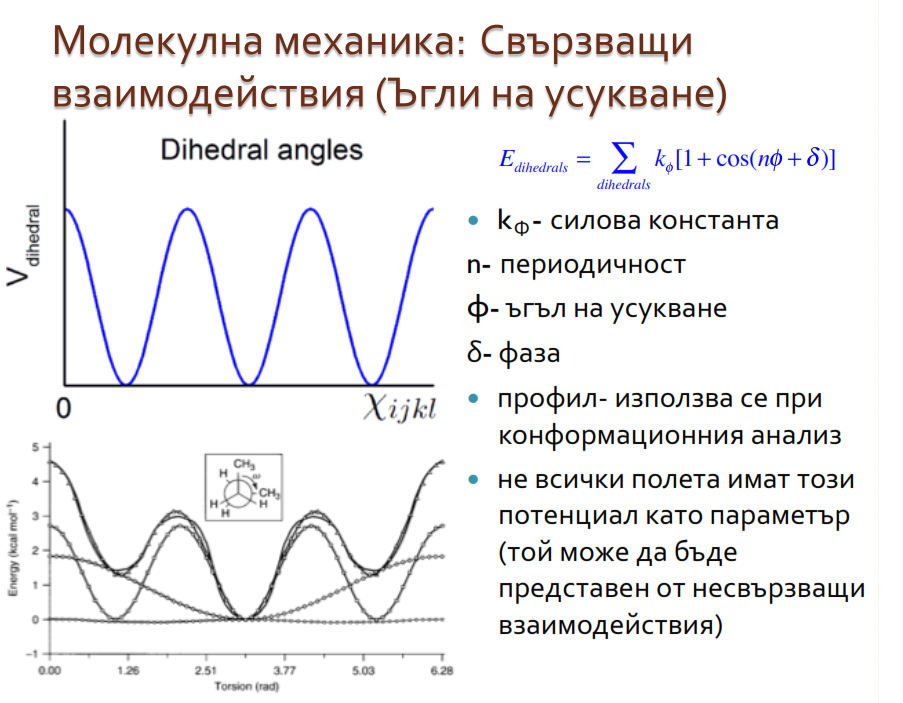 Молекулна механика: Свързващи
взаимодействия (Ъгли на усукване)
Dihedral angles
V dihedral
0
χijkl
E dihedrals = ∑ dihedrals kϕ[1+cos(nϕ+δ)]
• kФ- силова константа
n- периодичност
ф- ъгъл на усукване
δ- фаза
• профил- използва се при
конформационния анализ
• не всички полета имат този
потенциал като параметър
(той може да бъде
представен от несвързващи
взаимодействия)
Energy (kcal mol⁻¹)
5
4
3
2
1
0
−1
0.00 1.26 2.51 3.77 5.03 6.28
Torsion (rad)
CH₃
H ω
CH₃
H H
H